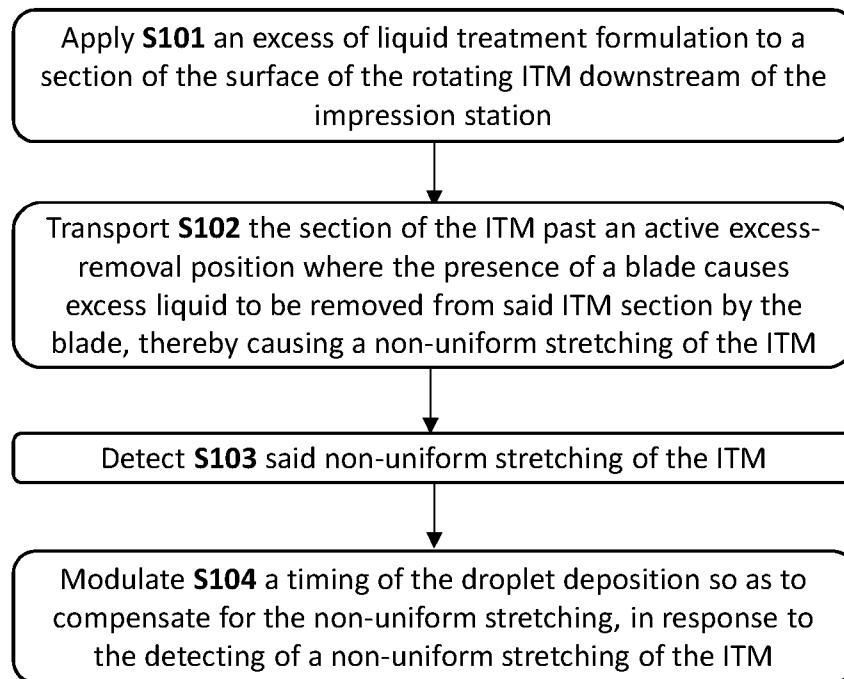 Apply S101 an excess of liquid treatment formulation to a
section of the surface of the rotating ITM downstream of the
impression station
Transport S102 the section of the ITM past an active excess-
removal position where the presence of a blade causes
excess liquid to be removed from said ITM section by the
blade, thereby causing a non-uniform stretching of the ITM
Detect S103 said non-uniform stretching of the ITM
Modulate S104 a timing of the droplet deposition so as to
compensate for the non-uniform stretching, in response to
the detecting of a non-uniform stretching of the ITM